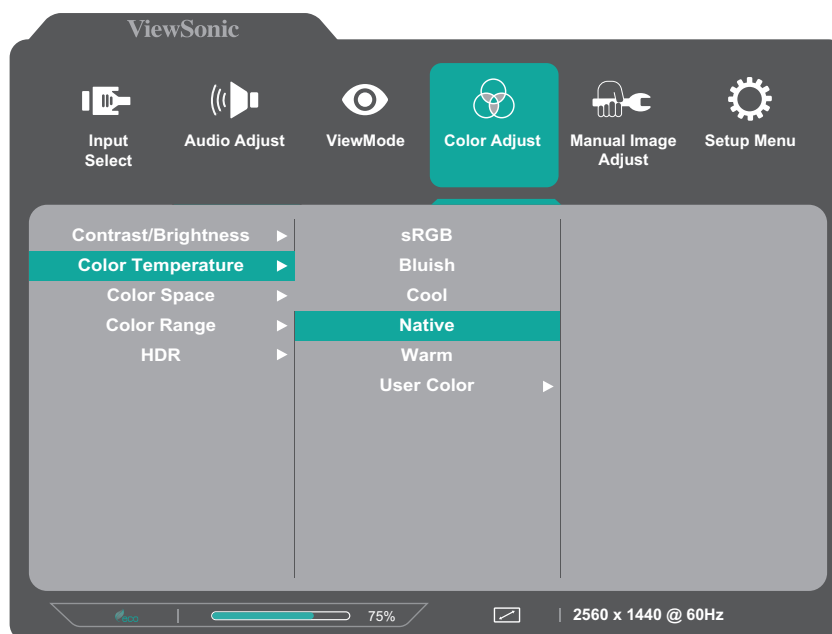 ViewSonic
Input
Select
Audio Adjust
ViewMode
Color Adjust
Manual Image
Adjust
Setup Menu
Contrast/Brightness
Color Temperature
Color Space
Color Range
HDR
sRGB
Bluish
Cool
Native
Warm
User Color
eco
75%
2560 x 1440 @ 60Hz